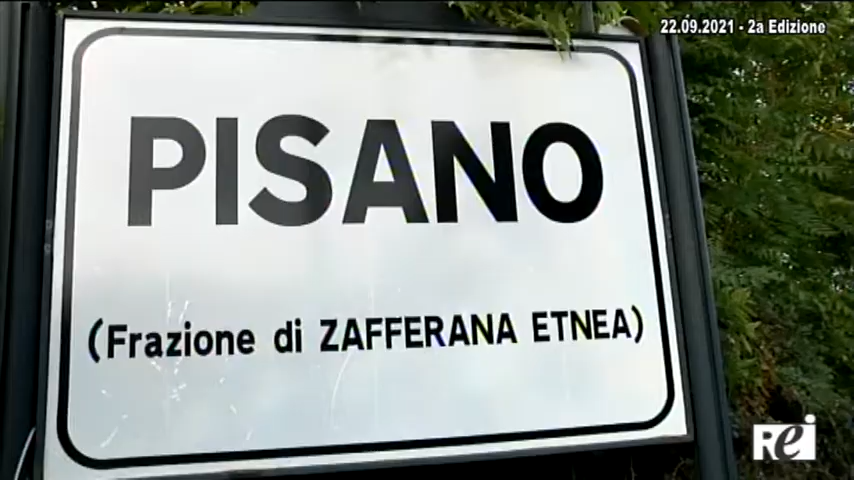 22.09.2021 - 2a Edizione
PISANO
(Frazione di ZAFFERANA ETNEA)
REi